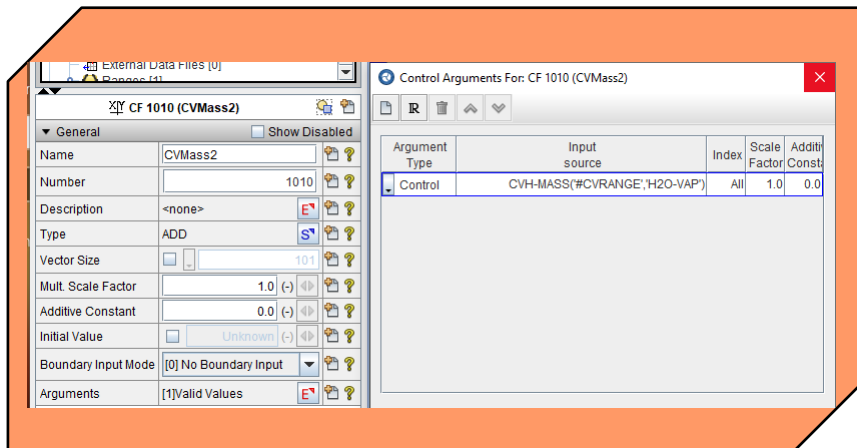 External Data Files [0]
Ranges [1]
CF 1010 (CVMass2)
General Show Disabled
Name CVMass2
Number 1010
Description <none> E
Type ADD S
Vector Size 101
Mult. Scale Factor 1.0 (-)
Additive Constant 0.0 (-)
Initial Value Unknown (-)
Boundary Input Mode [0] No Boundary Input
Arguments [1]Valid Values E
Control Arguments For: CF 1010 (CVMass2)
R
Argument Type Input source Index Scale Factor Additi Consta
Control CVH-MASS('#CVRANGE','H2O-VAP') All 1.0 0.0